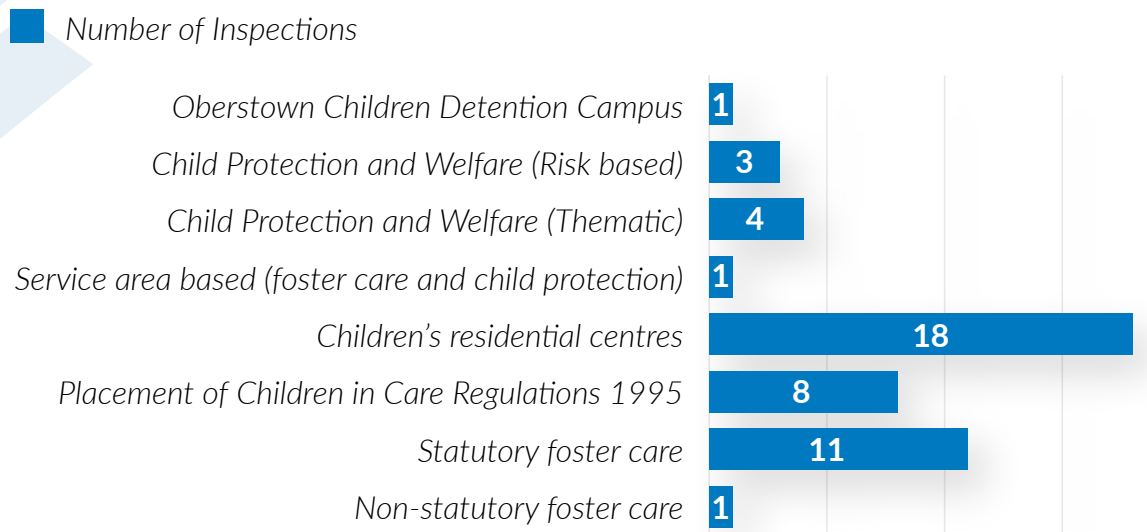 Number of Inspections
Oberstown Children Detention Campus 1
Child Protection and Welfare (Risk based) 3
Child Protection and Welfare (Thematic) 4
Service area based (foster care and child protection) 1
Children’s residential centres 18
Placement of Children in Care Regulations 1995 8
Statutory foster care 11
Non-statutory foster care 1